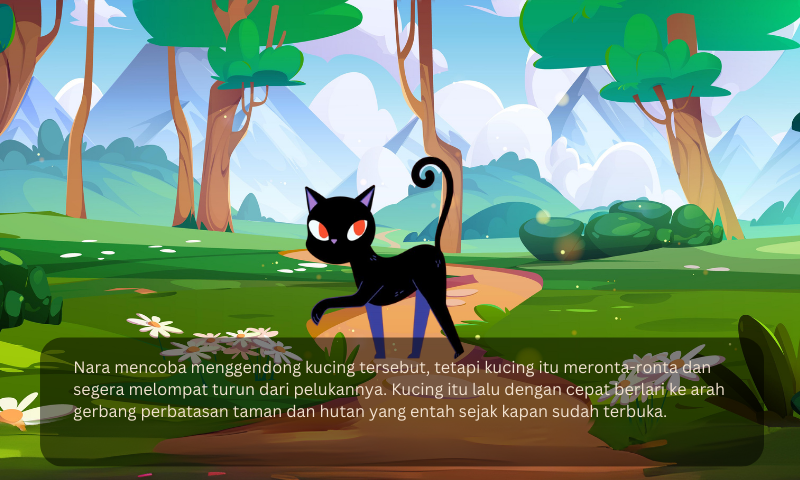 Nara mencoba menggendong kucing tersebut, tetapi kucing itu meronta-ronta dan
segera melompat turun dari pelukannya. Kucing itu lalu dengan cepat berlari ke arah
gerbang perbatasan taman dan hutan yang entah sejak kapan sudah terbuka.